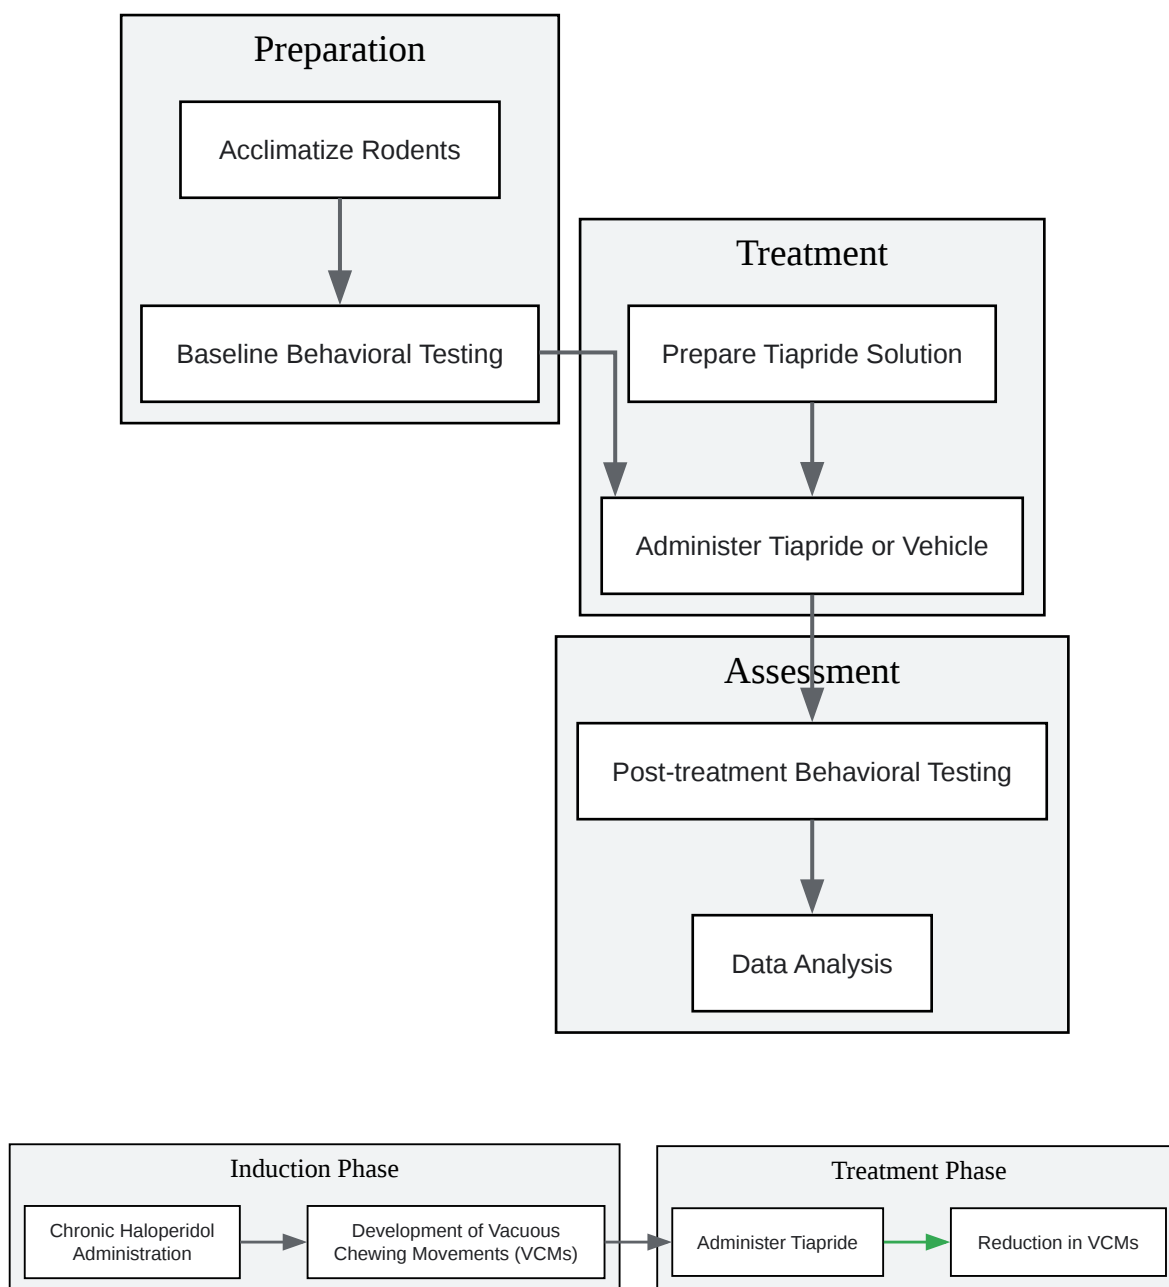 Preparation
Acclimatize Rodents
Baseline Behavioral Testing
Treatment
Prepare Tiapride Solution
Administer Tiapride or Vehicle
Assessment
Post-treatment Behavioral Testing
Data Analysis
Induction Phase
Chronic Haloperidol
Administration
Development of Vacuous
Chewing Movements (VCMs)
Treatment Phase
Administer Tiapride
Reduction in VCMs